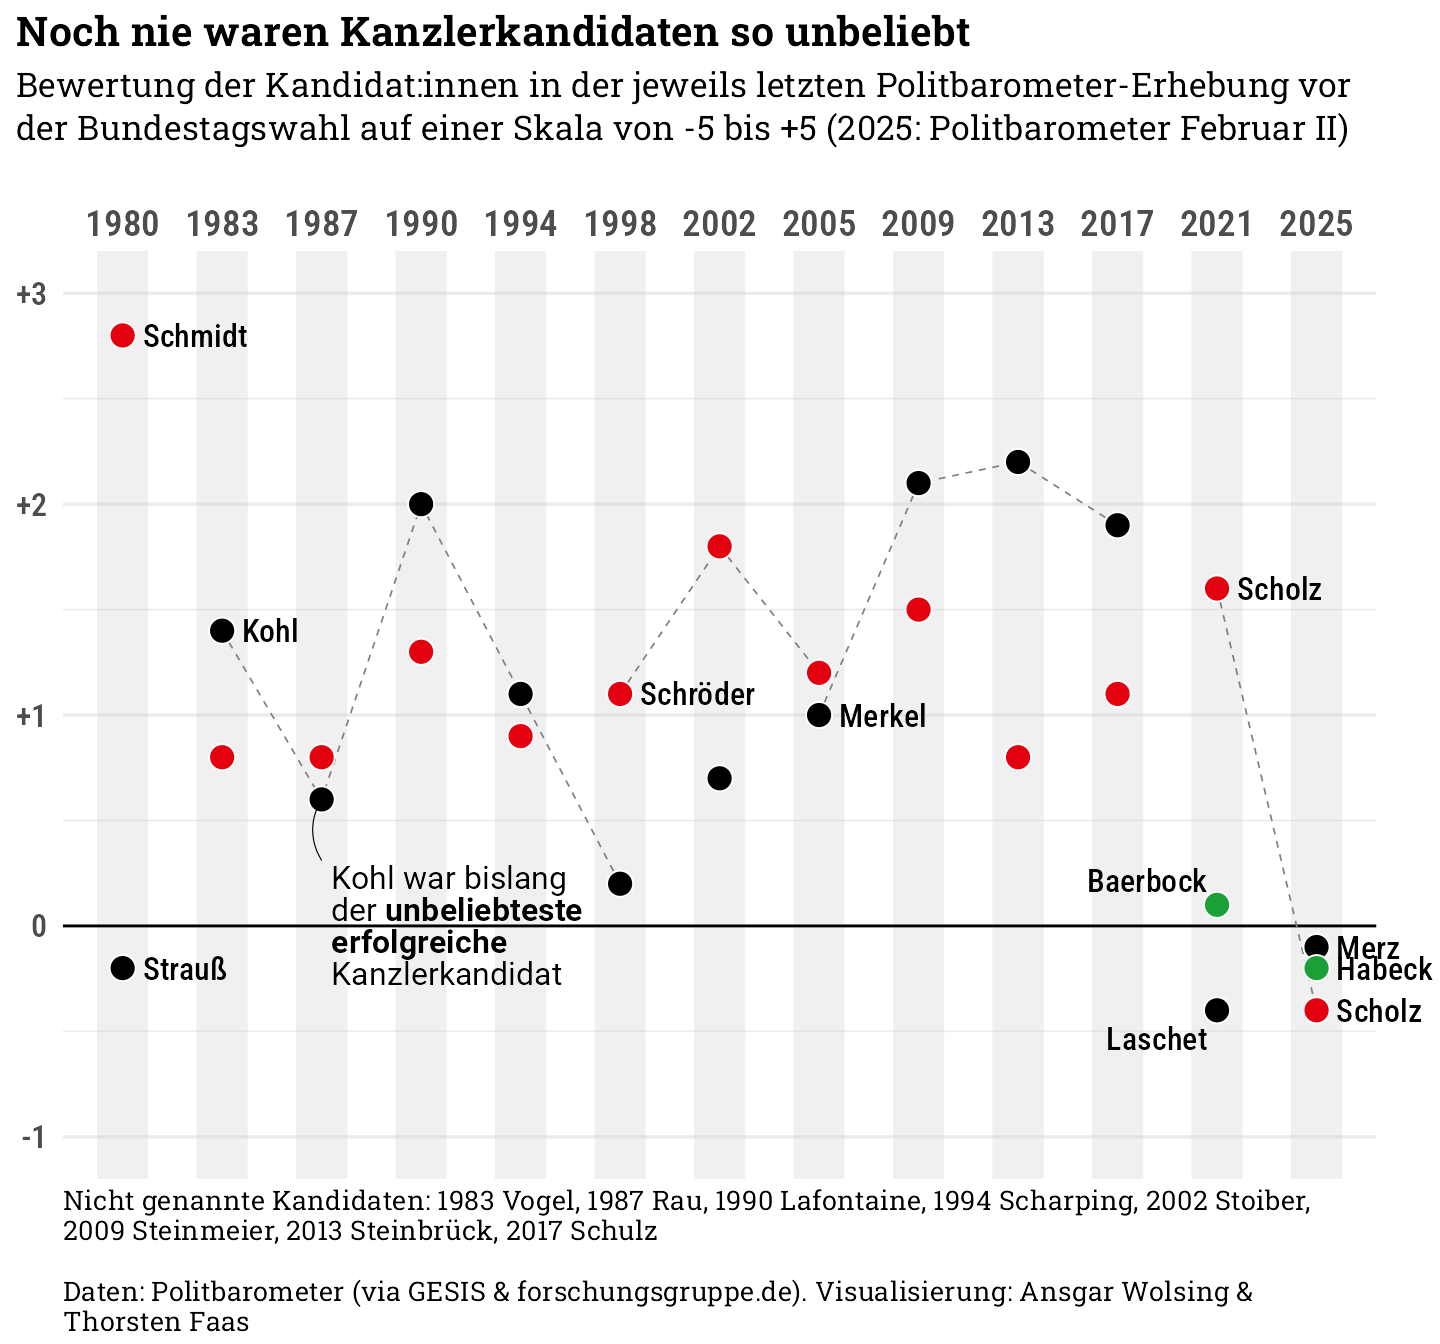 Noch nie waren Kanzlerkandidaten so unbeliebt
Bewertung der Kandidat:innen in der jeweils letzten Politbarometer-Erhebung vor
der Bundestagswahl auf einer Skala von -5 bis +5 (2025: Politbarometer Februar II)
1980 1983 1987 1990 1994 1998 2002 2005 2009 2013 2017 2021 2025
+3
Schmidt
+2
Scholz
Kohl
Schröder
+1
Merkel
Kohl war bislang
der unbeliebteste
erfolgreiche
Kanzlerkandidat
Baerbock
0
Merz
Strauß
Habeck
Scholz
Laschet
-1
Nicht genannte Kandidaten: 1983 Vogel, 1987 Rau, 1990 Lafontaine, 1994 Scharping, 2002 Stoiber,
2009 Steinmeier, 2013 Steinbrück, 2017 Schulz
Daten: Politbarometer (via GESIS & forschungsgruppe.de). Visualisierung: Ansgar Wolsing &
Thorsten Faas